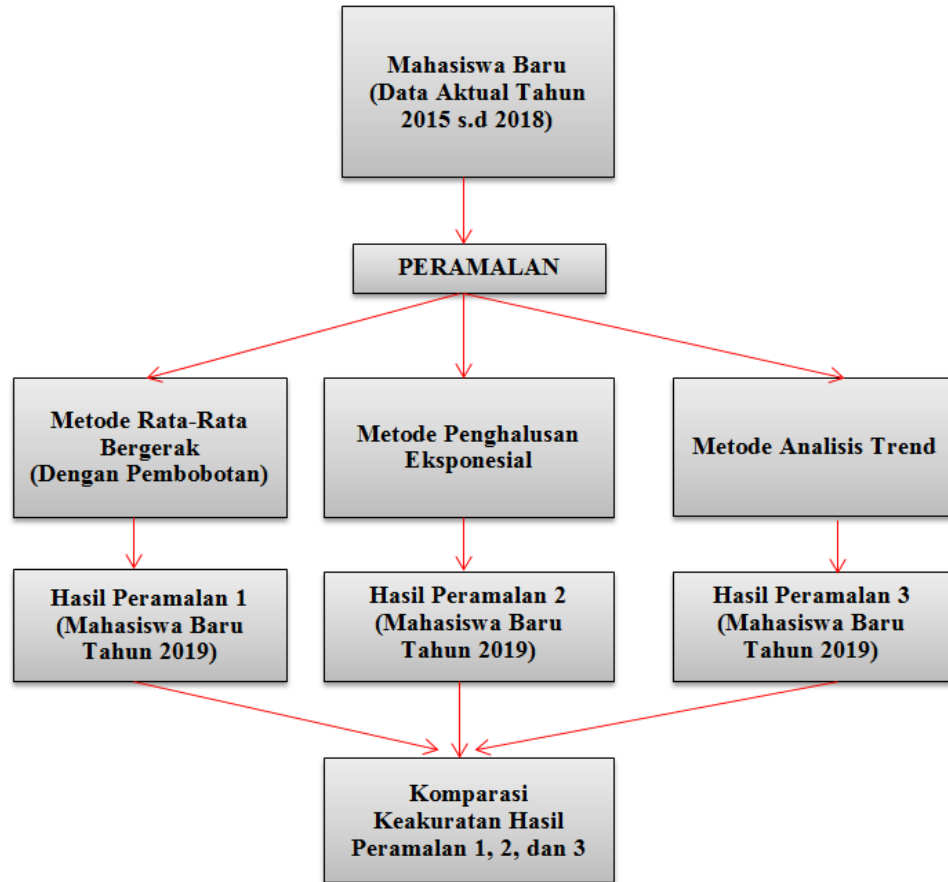 Mahasiswa Baru
(Data Aktual Tahun
2015 s.d 2018)
PERAMALAN
Metode Rata-Rata
Bergerak
(Dengan Pembobotan)
Metode Penghalusan
Eksponesial
Metode Analisis Trend
Hasil Peramalan 1
(Mahasiswa Baru
Tahun 2019)
Hasil Peramalan 2
(Mahasiswa Baru
Tahun 2019)
Hasil Peramalan 3
(Mahasiswa Baru
Tahun 2019)
Komparasi
Keakuratan Hasil
Peramalan 1, 2, dan 3